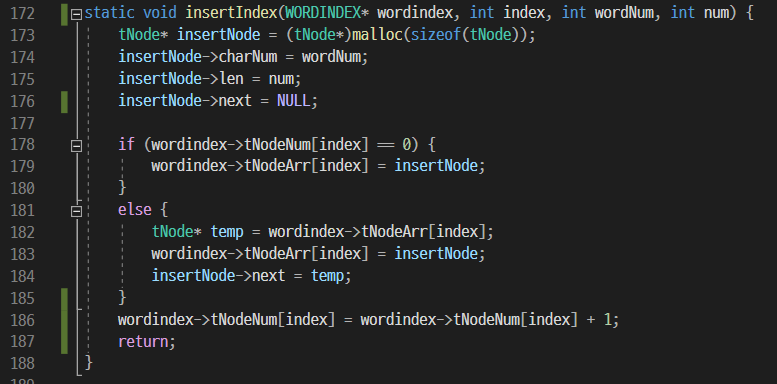 172 static void insertIndex(WORDINDEX* wordindex, int index, int wordNum, int num) {
173 tNode* insertNode = (tNode*)malloc(sizeof(tNode));
174 insertNode->charNum = wordNum;
175 insertNode->len = num;
176 insertNode->next = NULL;
177
178 if (wordindex->tNodeNum[index] == 0) {
179 wordindex->tNodeArr[index] = insertNode;
180 }
181 else {
182 tNode* temp = wordindex->tNodeArr[index];
183 wordindex->tNodeArr[index] = insertNode;
184 insertNode->next = temp;
185 }
186 wordindex->tNodeNum[index] = wordindex->tNodeNum[index] + 1;
187 return;
188 }